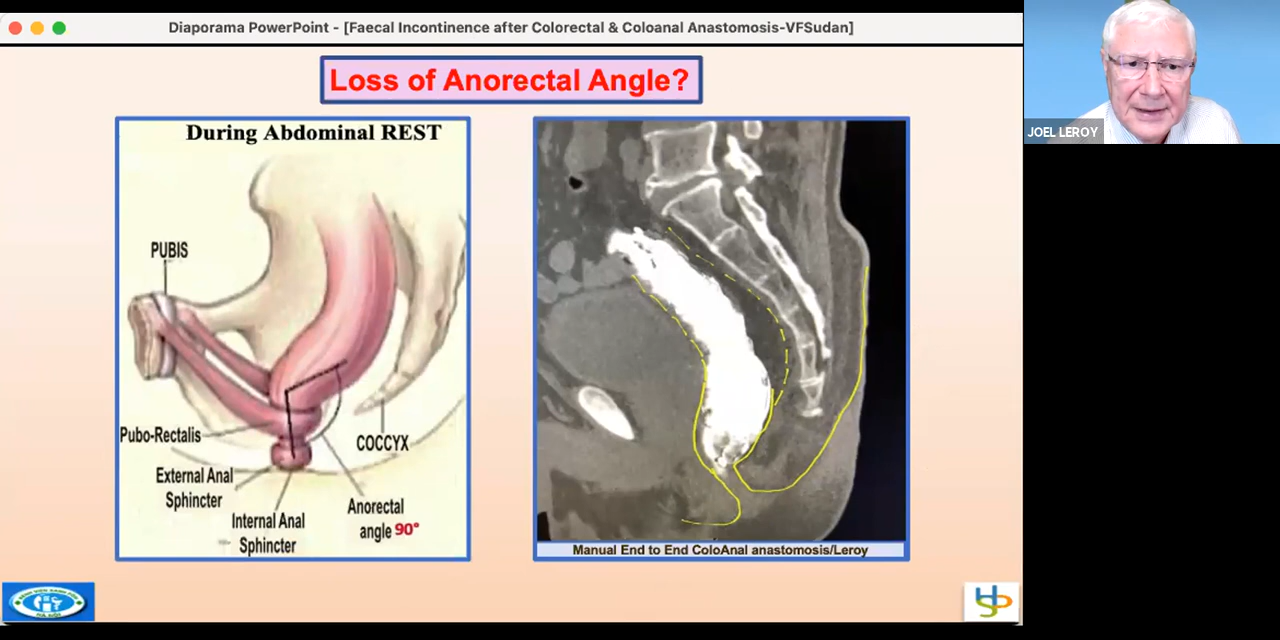 Diaporama PowerPoint - [Faecal Incontinence after Colorectal & Coloanal Anastomosis-VFSudan]
JOEL LEROY
Loss of Anorectal Angle?
During Abdominal REST
PUBIS
Pubo-Rectalis
COCCYX
External Anal
Sphincter
Internal Anal
Sphincter
Anorectal
angle 90°
Manual End to End ColoAnal anastomosis/Leroy